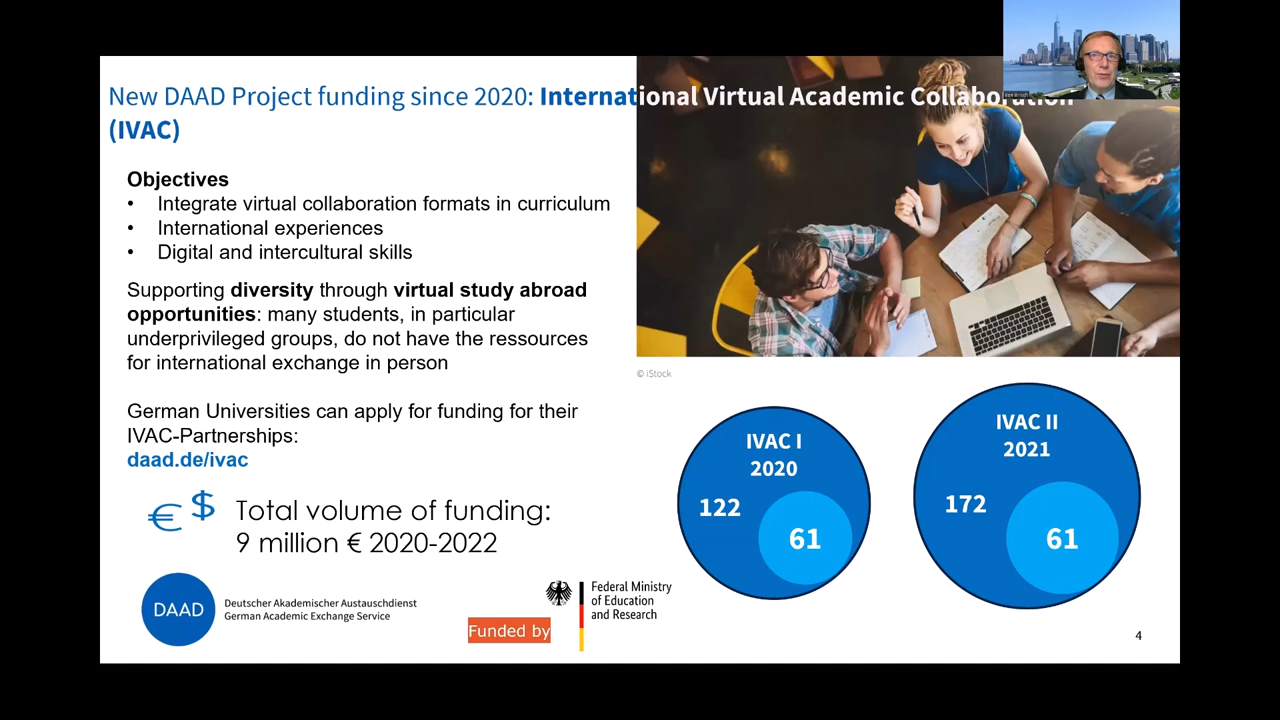 New DAAD Project funding since 2020: International Virtual Academic Collaboration
(IVAC)
Objectives
• Integrate virtual collaboration formats in curriculum
• International experiences
• Digital and intercultural skills
Supporting diversity through virtual study abroad
opportunities: many students, in particular
underprivileged groups, do not have the ressources
for international exchange in person
German Universities can apply for funding for their
IVAC-Partnerships:
daad.de/ivac
€ $ Total volume of funding:
9 million € 2020-2022
© iStock
IVAC I
2020
122
61
IVAC II
2021
172
61
DAAD
Deutscher Akademischer Austauschdienst
German Academic Exchange Service
Funded by
Federal Ministry
of Education
and Research
4